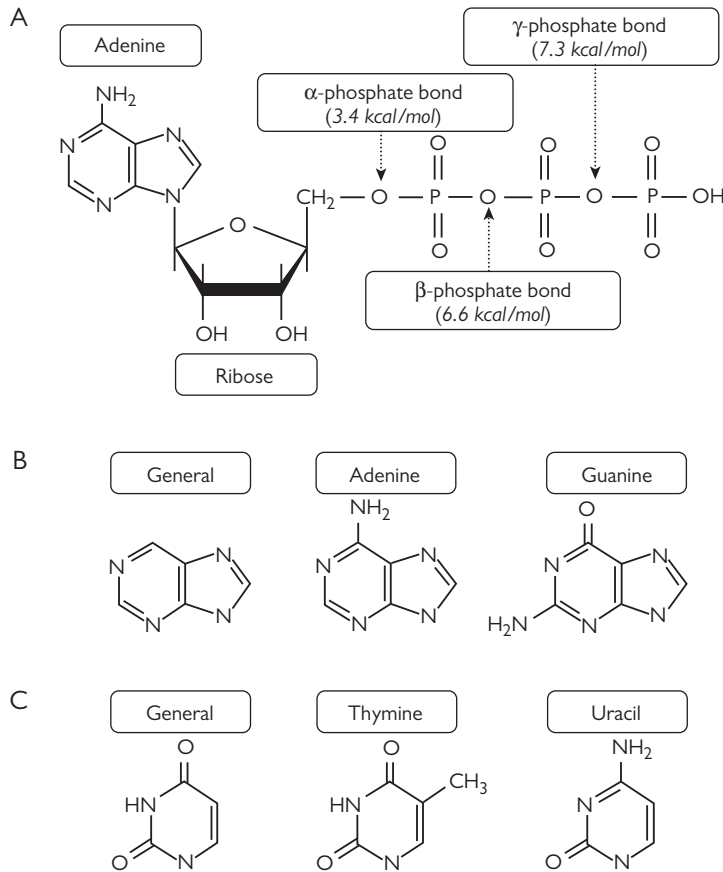 A
Adenine
γ-phosphate bond
(7.3 kcal/mol)
α-phosphate bond
(3.4 kcal/mol)
NH2
N
N
N
N
O
O
O
CH2
O
P
O
P
O
P
OH
O
O
O
O
OH
OH
β-phosphate bond
(6.6 kcal/mol)
Ribose
B
General
Adenine
Guanine
N
N
N
N
NH2
N
N
N
N
O
N
N
H2N
N
N
C
General
Thymine
Uracil
O
HN
O
N
O
CH3
HN
O
N
NH2
N
O
N